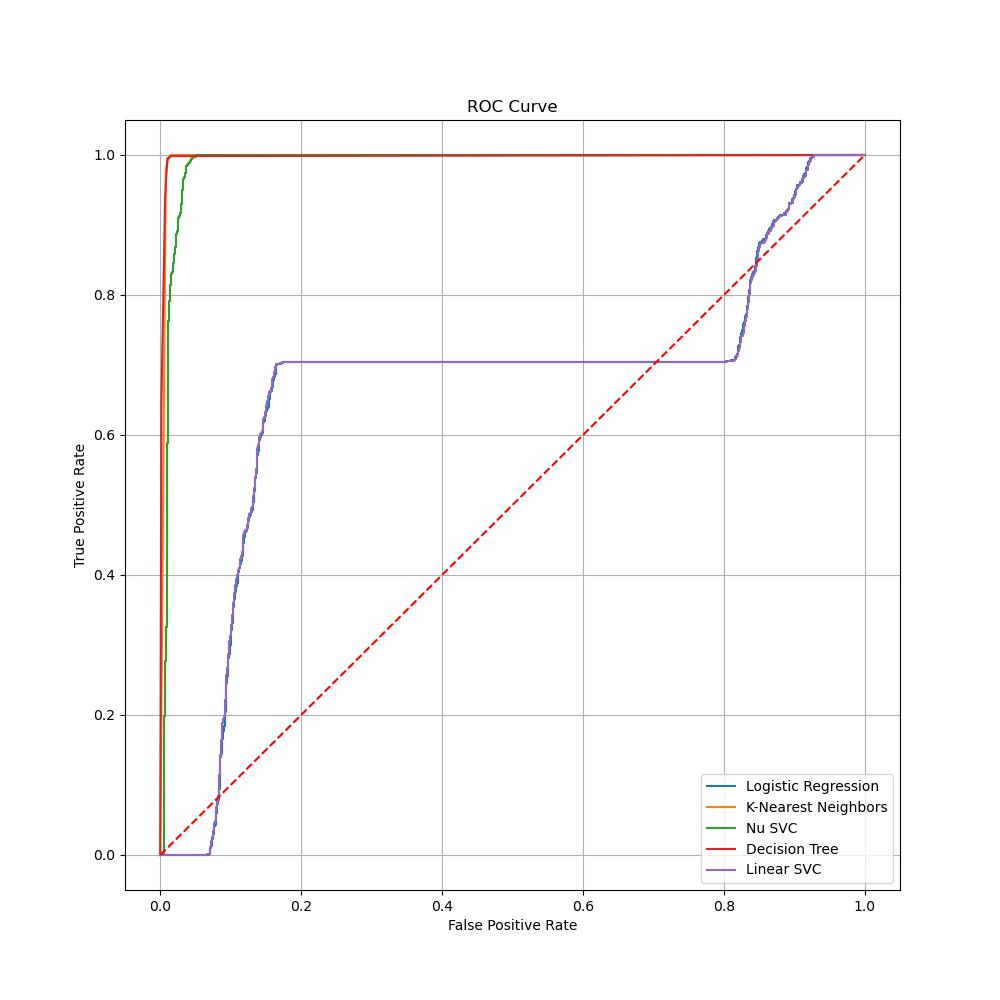 ROC Curve
1.0
0.8
0.6
0.4
0.2
0.0
True Positive Rate
0.0 0.2 0.4 0.6 0.8 1.0
False Positive Rate
Logistic Regression
K-Nearest Neighbors
Nu SVC
Decision Tree
Linear SVC